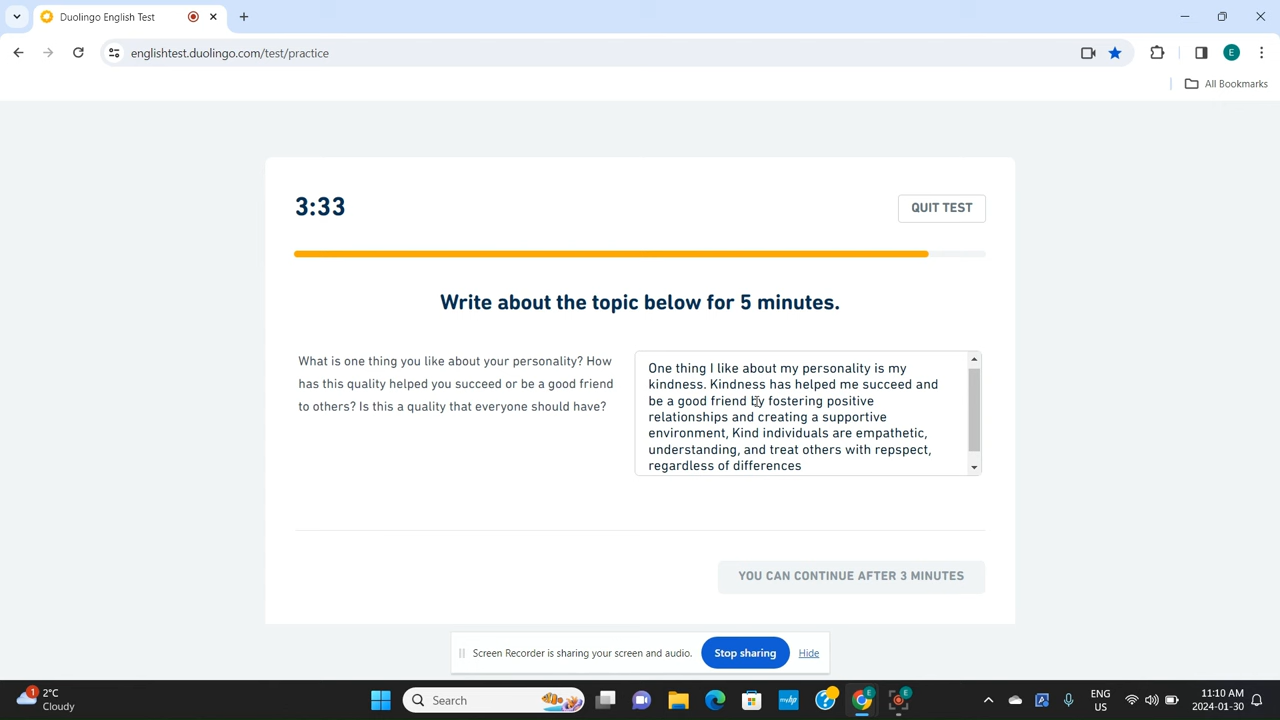 Duolingo English Test
englishtest.duolingo.com/test/practice
E
All Bookmarks
3:33
QUIT TEST
Write about the topic below for 5 minutes.
What is one thing you like about your personality? How
has this quality helped you succeed or be a good friend
to others? Is this a quality that everyone should have?
One thing I like about my personality is my
kindness. Kindness has helped me succeed and
be a good friend by fostering positive
relationships and creating a supportive
environment, Kind individuals are empathetic,
understanding, and treat others with repspect,
regardless of differences
YOU CAN CONTINUE AFTER 3 MINUTES
Screen Recorder is sharing your screen and audio.
Stop sharing
Hide
1
2°C
Cloudy
Search
myhp
E
E
ENG
US
11:10 AM
2024-01-30